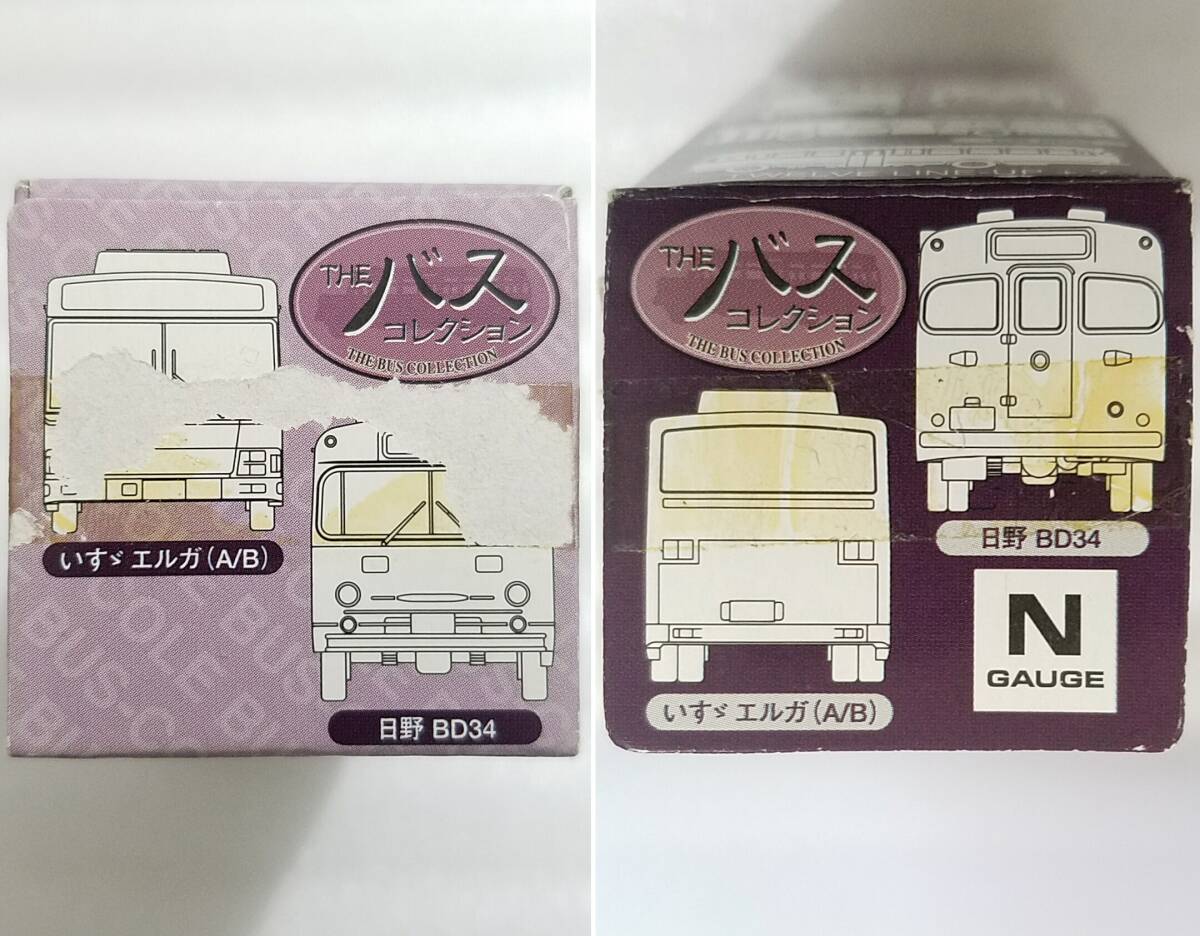 THE バス
コレクション
THE BUS COLLECTION
いすゞ エルガ (A/B)
日野 BD34
THE バス
コレクション
THE BUS COLLECTION
日野 BD34
N
GAUGE
いすゞ エルガ (A/B)